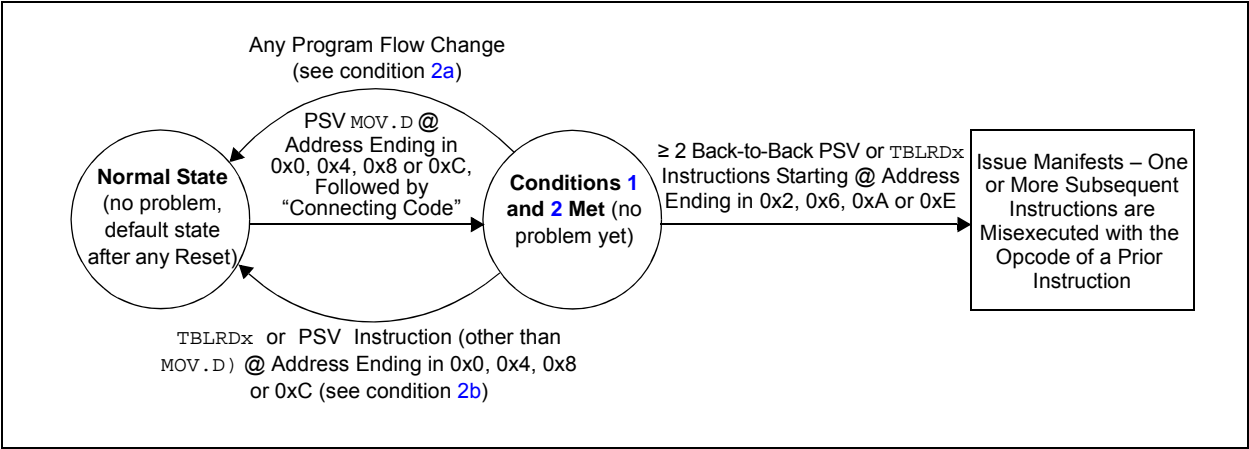 Any Program Flow Change
(see condition 2a)
PSV MOV.D @
Address Ending in
0x0, 0x4, 0x8 or 0xC,
Followed by
“Connecting Code”
Normal State
(no problem,
default state
after any Reset)
Conditions 1
and 2 Met (no
problem yet)
≥ 2 Back-to-Back PSV or TBLRDx
Instructions Starting @ Address
Ending in 0x2, 0x6, 0xA or 0xE
Issue Manifests – One
or More Subsequent
Instructions are
Misexecuted with the
Opcode of a Prior
Instruction
TBLRDx or PSV Instruction (other than
MOV.D) @ Address Ending in 0x0, 0x4, 0x8
or 0xC (see condition 2b)